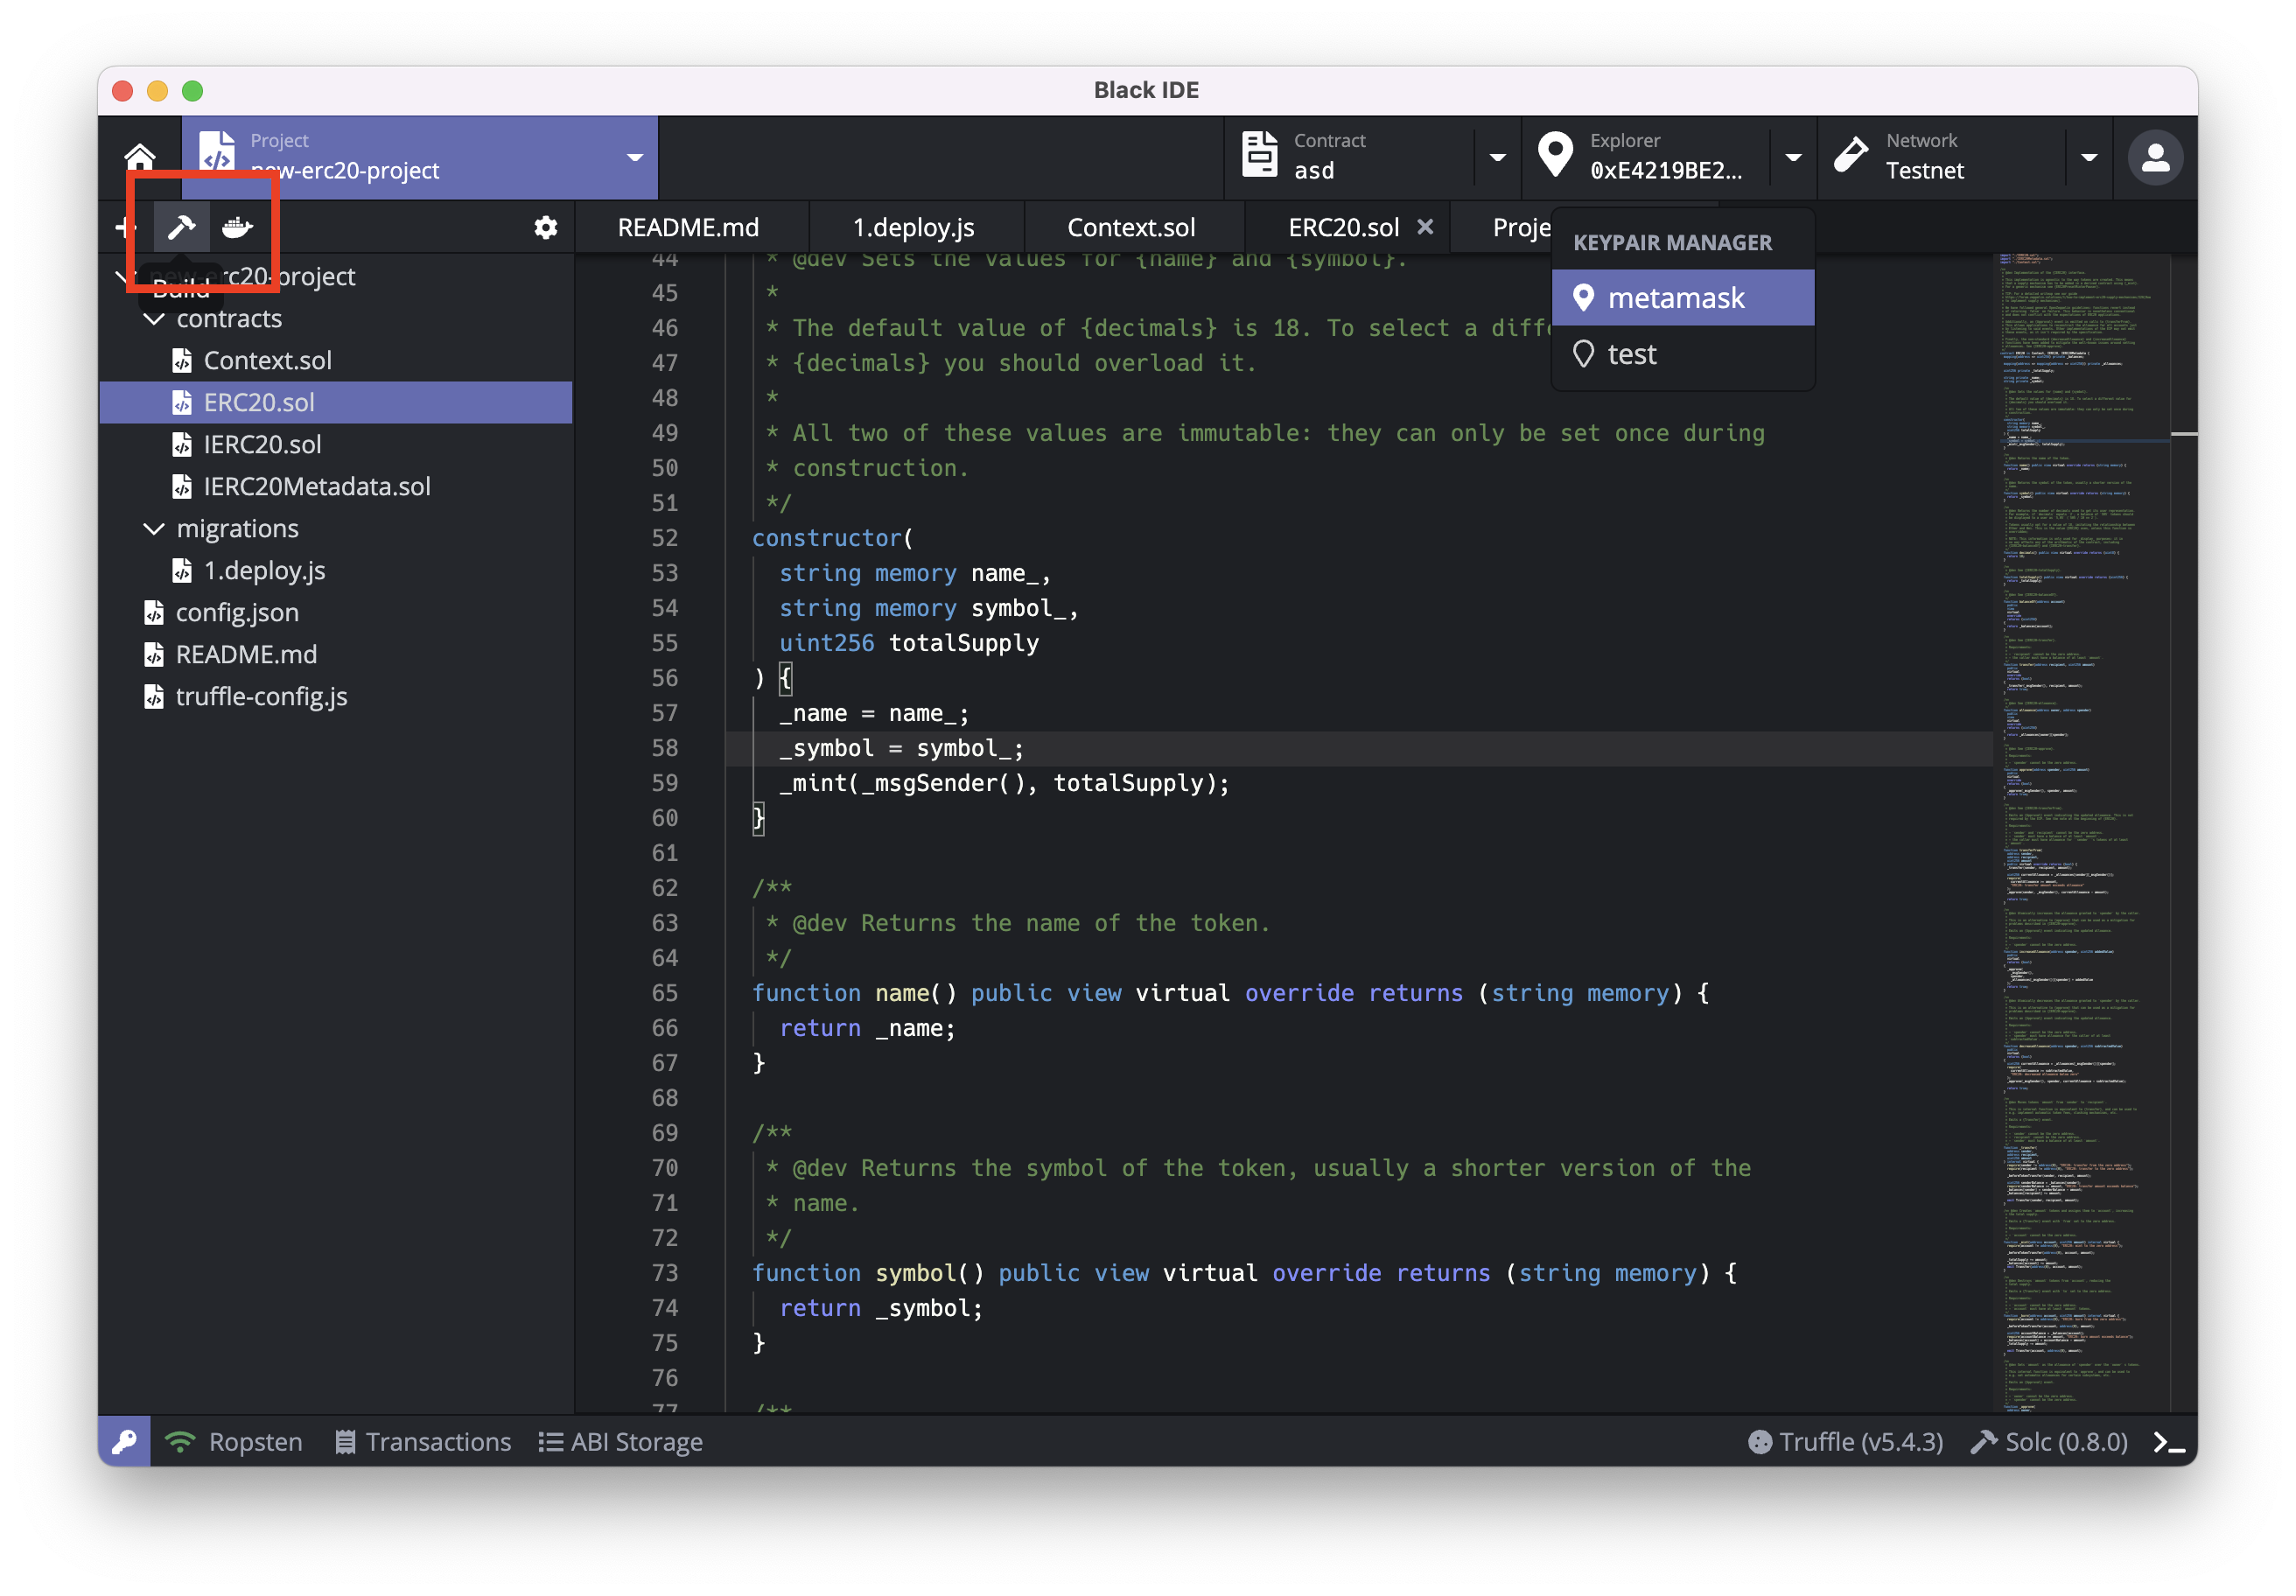 Black IDE
Project
new-erc20-project
Contract
asd
Explorer
0xE4219BE2...
Network
Testnet
README.md
1.deploy.js
Context.sol
ERC20.sol
Proje
KEYPAIR MANAGER
metamask
test
new-erc20-project
Build
contracts
Context.sol
ERC20.sol
IERC20.sol
IERC20Metadata.sol
migrations
1.deploy.js
config.json
README.md
truffle-config.js
44 * @dev Sets the values for {name} and {symbol}.
45 *
46 * The default value of {decimals} is 18. To select a diffe
47 * {decimals} you should overload it.
48 *
49 * All two of these values are immutable: they can only be set once during
50 * construction.
51 */
52 constructor(
53 string memory name_,
54 string memory symbol_,
55 uint256 totalSupply
56 ) {
57 _name = name_;
58 _symbol = symbol_;
59 _mint(_msgSender(), totalSupply);
60 }
61
62 /**
63 * @dev Returns the name of the token.
64 */
65 function name() public view virtual override returns (string memory) {
66 return _name;
67 }
68
69 /**
70 * @dev Returns the symbol of the token, usually a shorter version of the
71 * name.
72 */
73 function symbol() public view virtual override returns (string memory) {
74 return _symbol;
75 }
76
77 /**
Ropsten
Transactions
ABI Storage
Truffle (v5.4.3)
Solc (0.8.0)